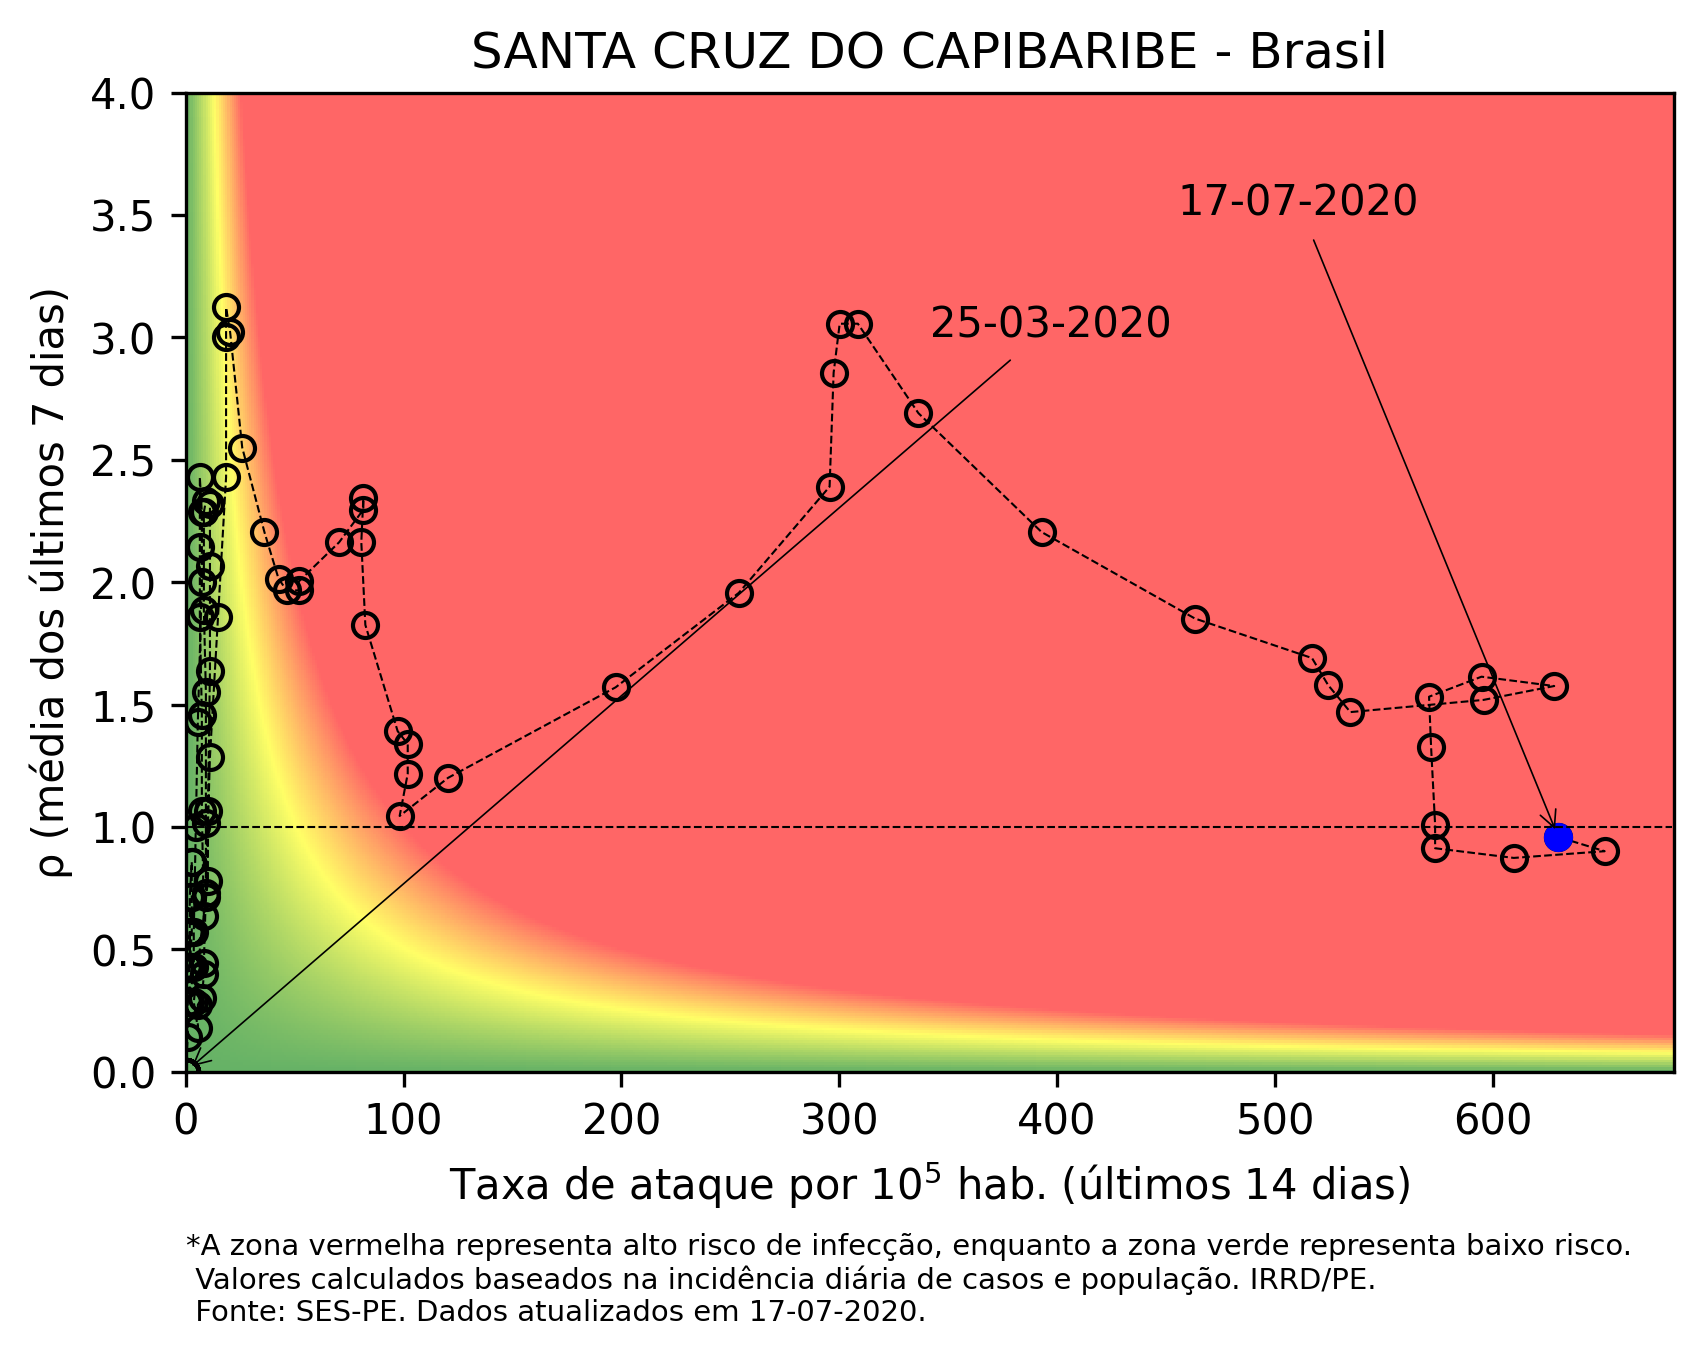 SANTA CRUZ DO CAPIBARIBE - Brasil
4.0
3.5
3.0
2.5
2.0
1.5
1.0
0.5
0.0
ρ (média dos últimos 7 dias)
17-07-2020
25-03-2020
0 100 200 300 400 500 600
Taxa de ataque por 10⁵ hab. (últimos 14 dias)
*A zona vermelha representa alto risco de infecção, enquanto a zona verde representa baixo risco.
Valores calculados baseados na incidência diária de casos e população. IRRD/PE.
Fonte: SES-PE. Dados atualizados em 17-07-2020.